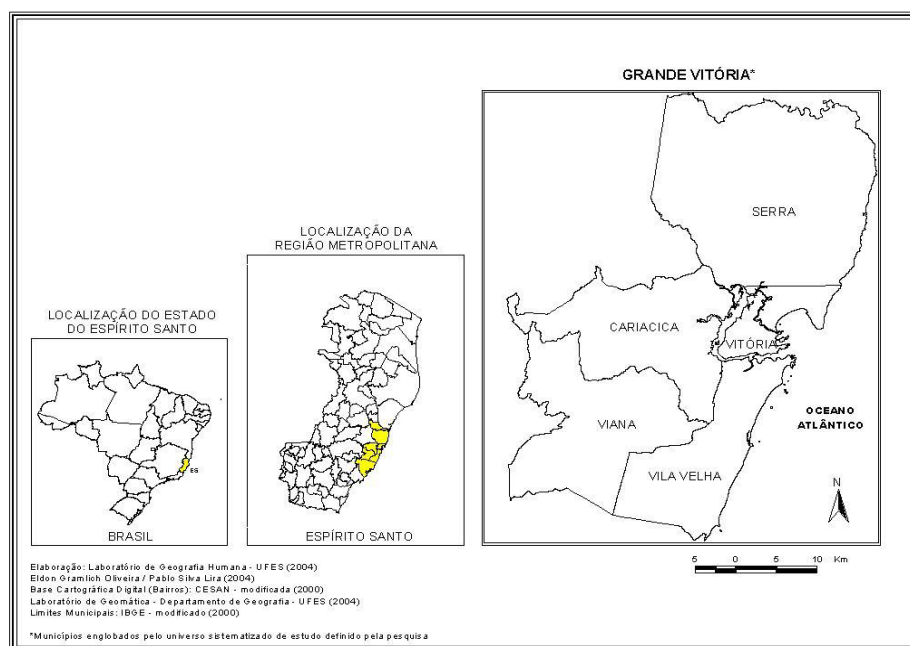 GRANDE VITÓRIA*
SERRA
CARIACICA
VITÓRIA
VIANA
VILA VELHA
OCEANO
ATLÂNTICO
N
5 0 5 10 Km
LOCALIZAÇÃO DA
REGIÃO METROPOLITANA
ESPÍRITO SANTO
LOCALIZAÇÃO DO ESTADO
DO ESPÍRITO SANTO
ES
BRASIL
Elaboração: Laboratório de Geografia Humana - UFES (2004)
Eldon Gramlich Oliveira / Pablo Silva Lira (2004)
Base Cartográfica Digital (Bairros): CESAN - modificada (2000)
Laboratório de Geomática - Departamento de Geografia - UFES (2004)
Limites Municipais: IBGE - modificado (2000)
*Municípios englobados pelo universo sistematizado de estudo definido pela pesquisa